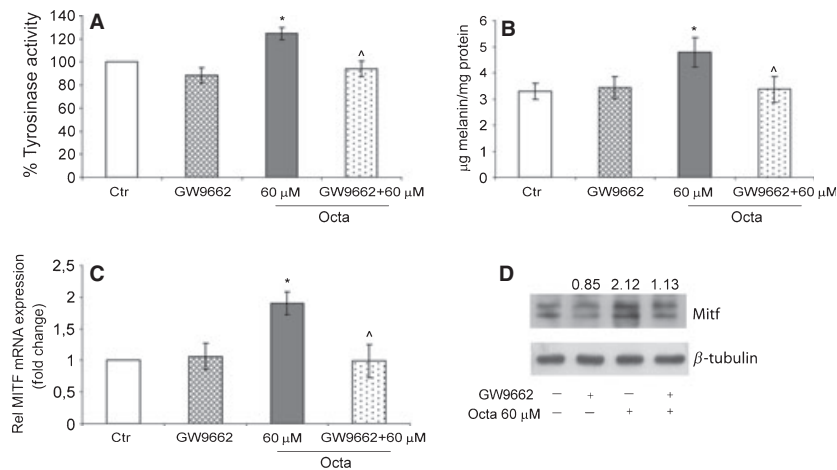 A
% Tyrosinase activity
140
120
100
80
60
40
20
0
*
^
Ctr GW9662 60 µM GW9662+60 µM
Octa
B
µg melanin/mg protein
6
5
4
3
2
1
0
*
^
Ctr GW9662 60 µM GW9662+60 µM
Octa
C
Rel MITF mRNA expression
(fold change)
2,5
2
1,5
1
0,5
0
*
^
Ctr GW9662 60 µM GW9662+60 µM
Octa
D
0.85 2.12 1.13
Mitf
β-tubulin
GW9662 – + – +
Octa 60 µM – – + +